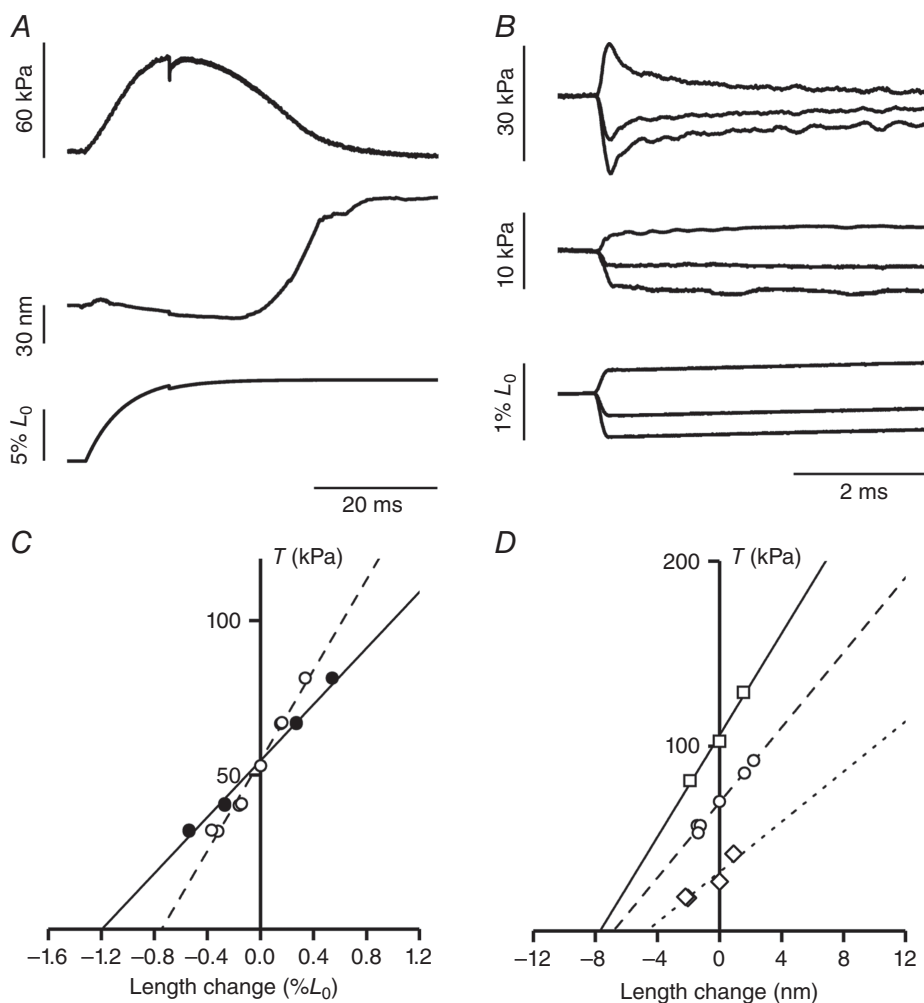 A
B
60 kPa
30 kPa
30 nm
10 kPa
5% L0
1% L0
20 ms
2 ms
C
D
T (kPa)
T (kPa)
200
100
100
50
–1.6 –0.8 –0.4 0.0 0.4 0.8 1.2
–12 –8 –4 0 4 8 12
Length change (%L0)
Length change (nm)